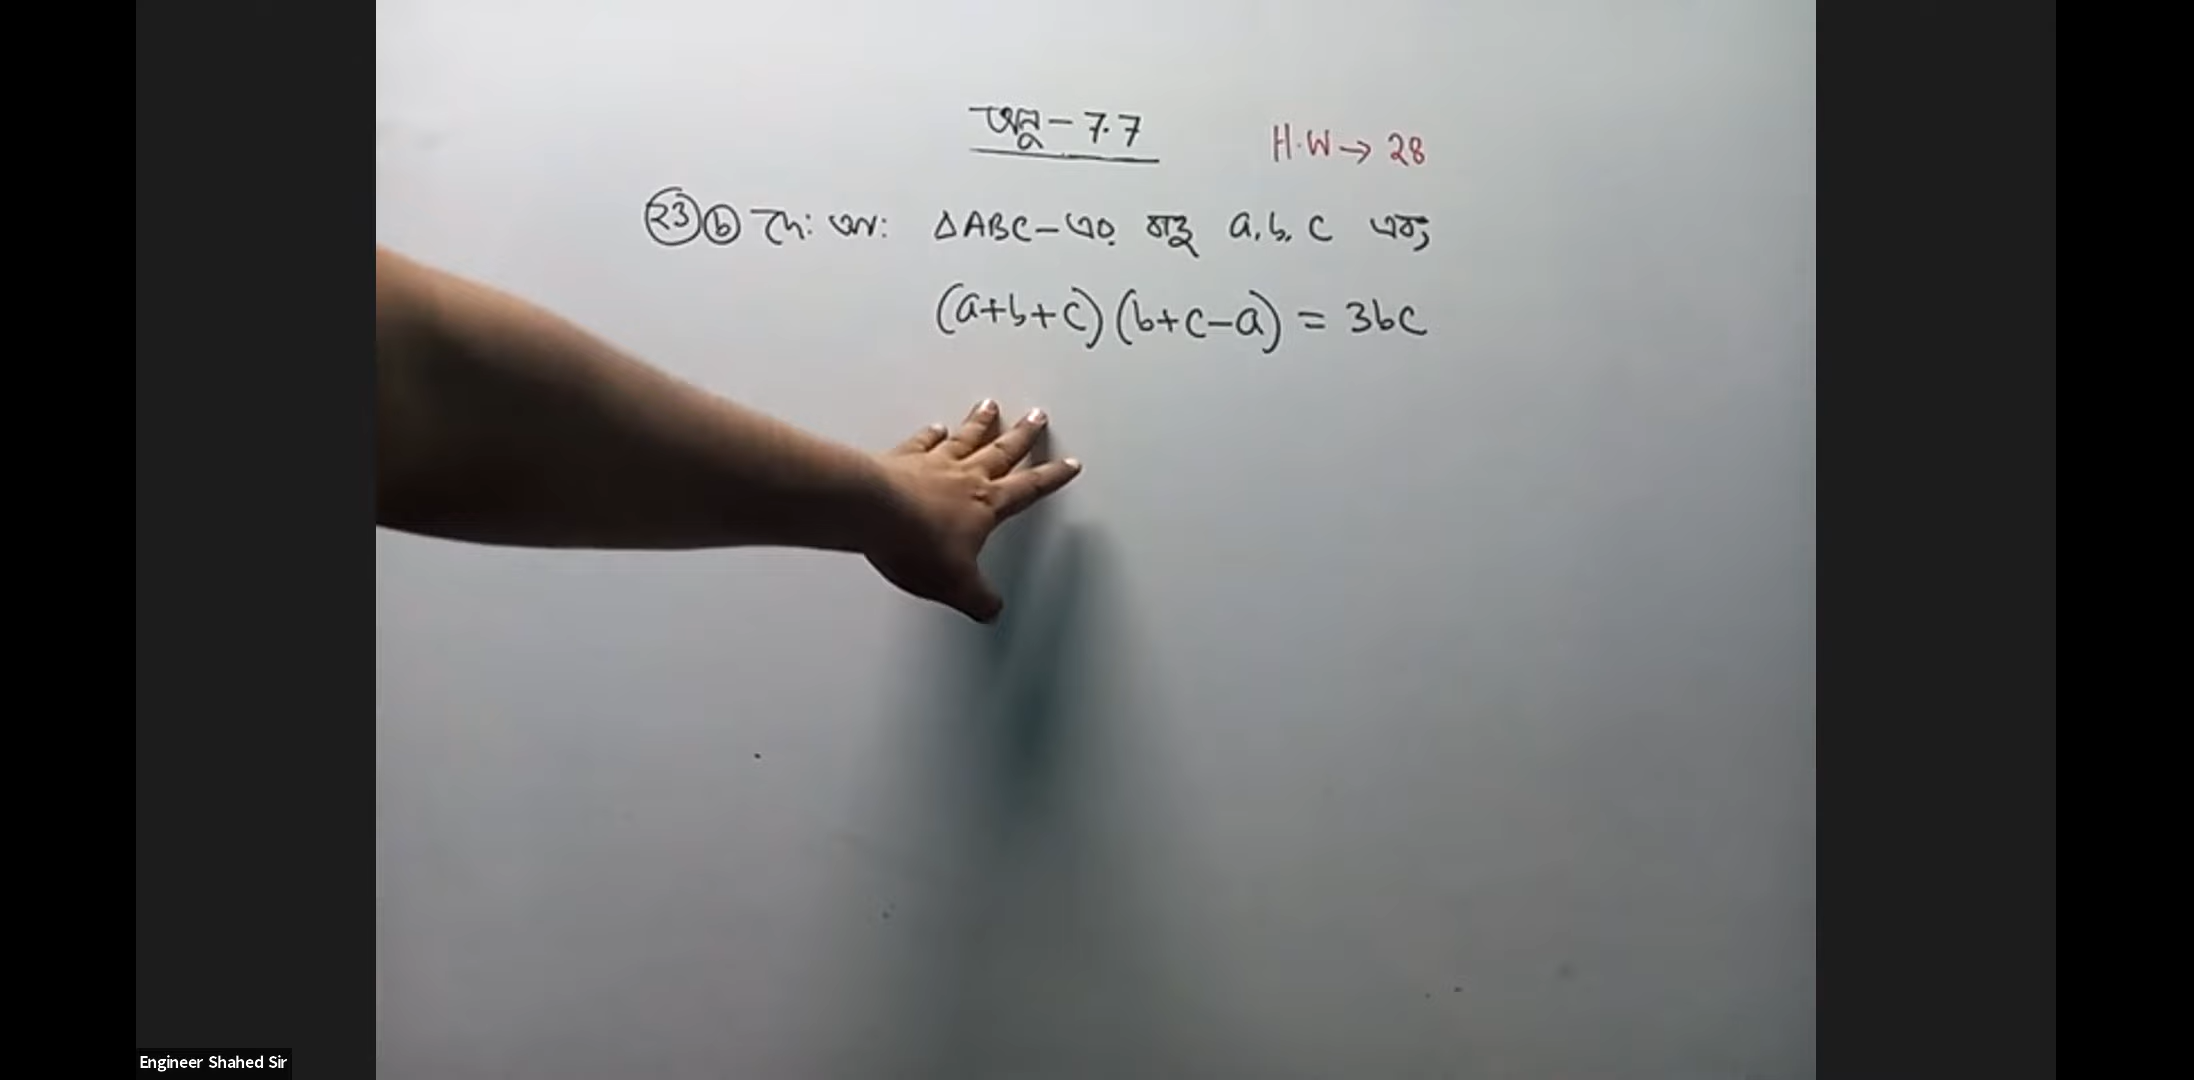 অনু - 7.7 H.W → 28
23 b দে: আ: ΔABC - এর বাহু a, b, c এবং
(a+b+c)(b+c-a) = 3bc
Engineer Shahed Sir